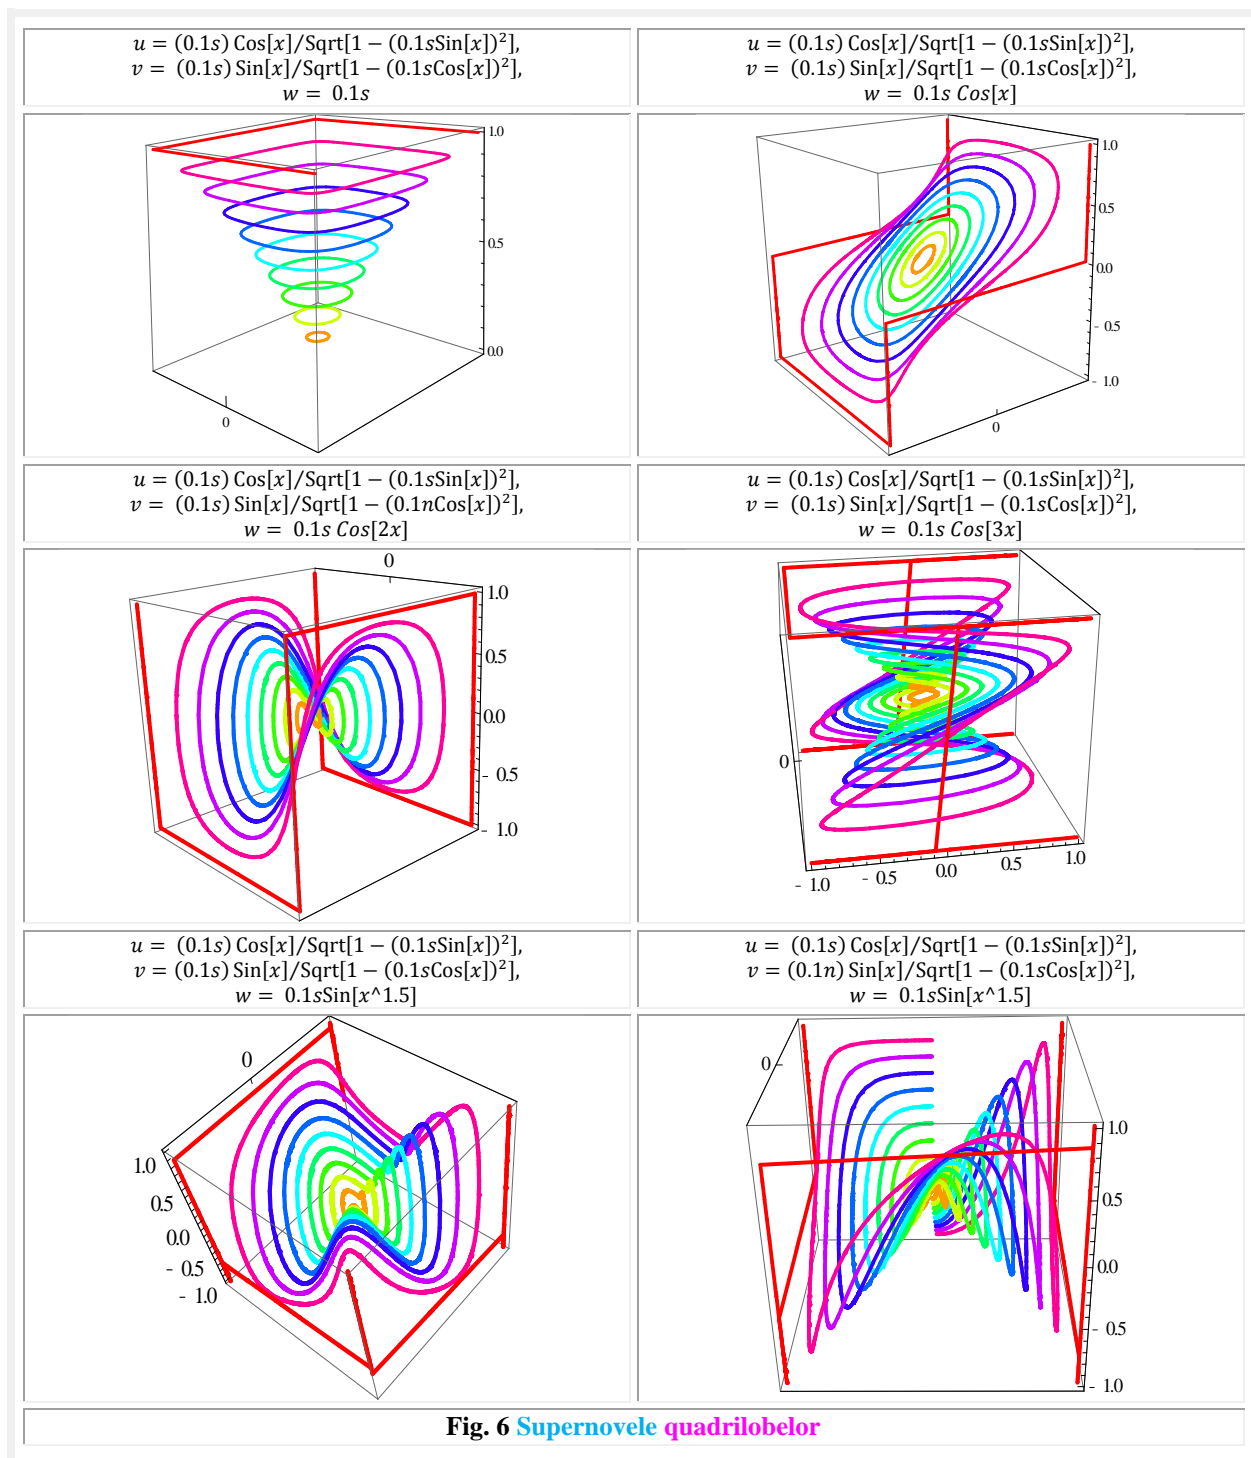 u = (0.1s) Cos[x]/Sqrt[1 − (0.1sSin[x])²],
v = (0.1s) Sin[x]/Sqrt[1 − (0.1sCos[x])²],
w = 0.1s
u = (0.1s) Cos[x]/Sqrt[1 − (0.1sSin[x])²],
v = (0.1s) Sin[x]/Sqrt[1 − (0.1sCos[x])²],
w = 0.1s Cos[x]
1.0
0.5
0.0
0
1.0
0.5
0.0
- 0.5
- 1.0
0
u = (0.1s) Cos[x]/Sqrt[1 − (0.1sSin[x])²],
v = (0.1s) Sin[x]/Sqrt[1 − (0.1nCos[x])²],
w = 0.1s Cos[2x]
u = (0.1s) Cos[x]/Sqrt[1 − (0.1sSin[x])²],
v = (0.1s) Sin[x]/Sqrt[1 − (0.1sCos[x])²],
w = 0.1s Cos[3x]
0
1.0
0.5
0.0
- 0.5
- 1.0
0
- 1.0
- 0.5
0.0
0.5
1.0
u = (0.1s) Cos[x]/Sqrt[1 − (0.1sSin[x])²],
v = (0.1s) Sin[x]/Sqrt[1 − (0.1sCos[x])²],
w = 0.1sSin[x^1.5]
u = (0.1s) Cos[x]/Sqrt[1 − (0.1sSin[x])²],
v = (0.1n) Sin[x]/Sqrt[1 − (0.1sCos[x])²],
w = 0.1sSin[x^1.5]
0
1.0
0.5
0.0
- 0.5
- 1.0
0
1.0
0.5
0.0
- 0.5
- 1.0
Fig. 6 Supernovele quadrilobelor